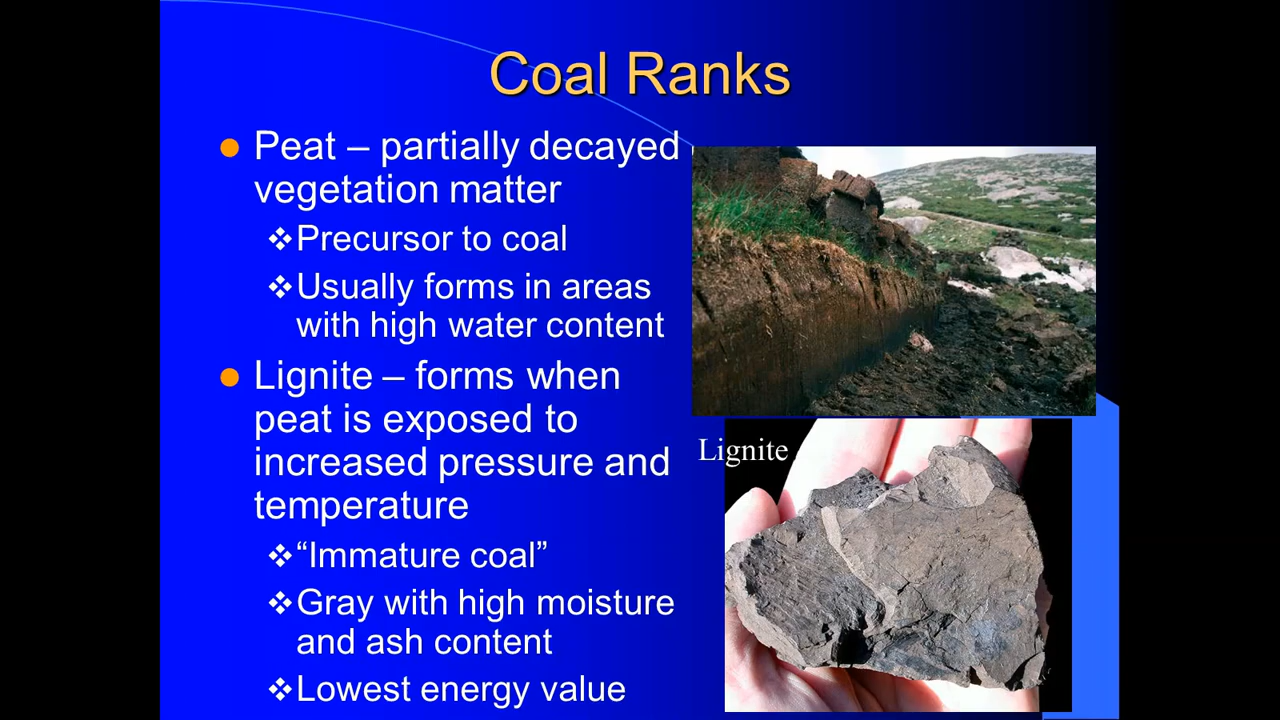 Coal Ranks
Peat – partially decayed
vegetation matter
Precursor to coal
Usually forms in areas
with high water content
Lignite – forms when
peat is exposed to
increased pressure and
temperature
“Immature coal”
Gray with high moisture
and ash content
Lowest energy value
Lignite